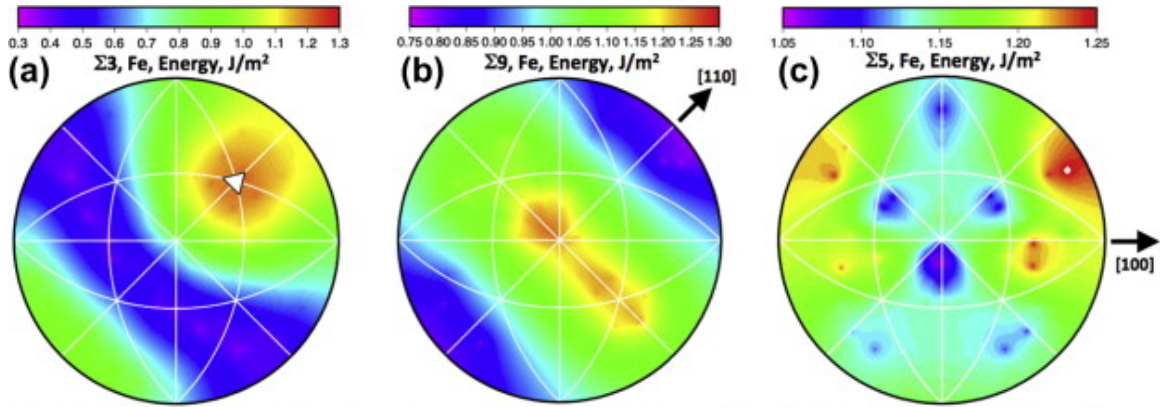 0.3 0.4 0.5 0.6 0.7 0.8 0.9 1.0 1.1 1.2 1.3
(a) Σ3, Fe, Energy, J/m²
0.75 0.80 0.85 0.90 0.95 1.00 1.05 1.10 1.15 1.20 1.25 1.30
(b) Σ9, Fe, Energy, J/m²
[110]
1.05 1.10 1.15 1.20 1.25
(c) Σ5, Fe, Energy, J/m²
[100]